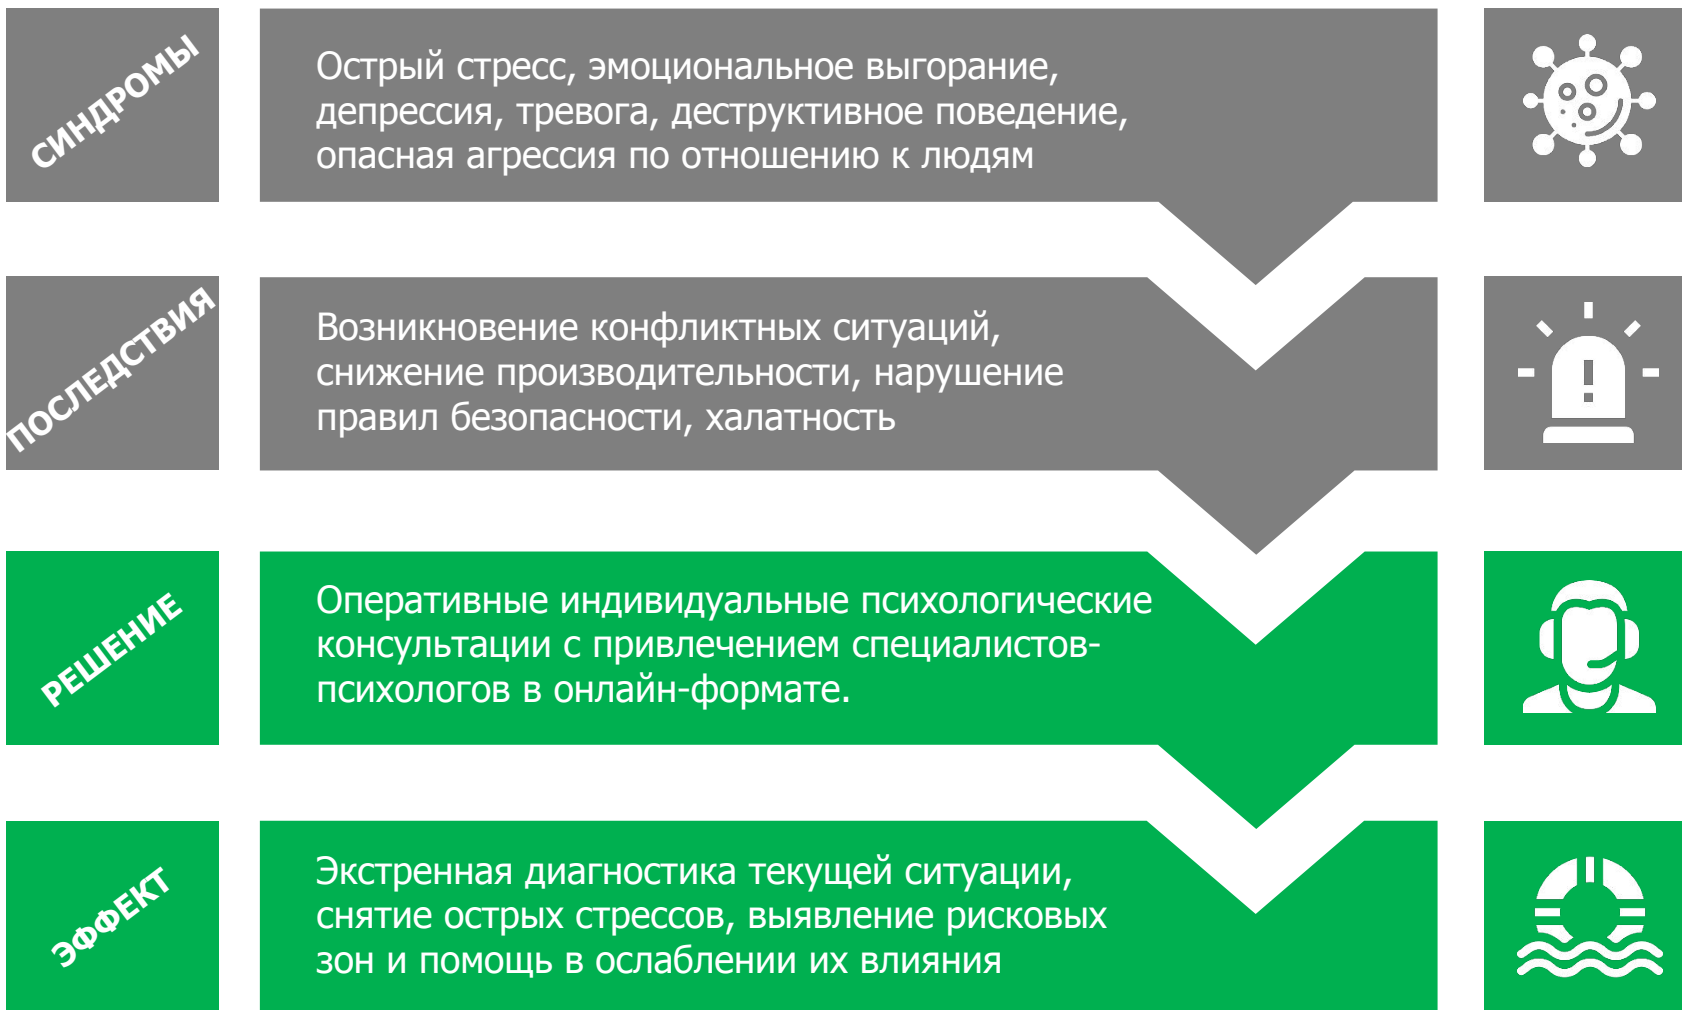 СИНДРОМЫ
Острый стресс, эмоциональное выгорание,
депрессия, тревога, деструктивное поведение,
опасная агрессия по отношению к людям
ПОСЛЕДСТВИЯ
Возникновение конфликтных ситуаций,
снижение производительности, нарушение
правил безопасности, халатность
РЕШЕНИЕ
Оперативные индивидуальные психологические
консультации с привлечением специалистов-
психологов в онлайн-формате.
ЭФФЕКТ
Экстренная диагностика текущей ситуации,
снятие острых стрессов, выявление рисковых
зон и помощь в ослаблении их влияния